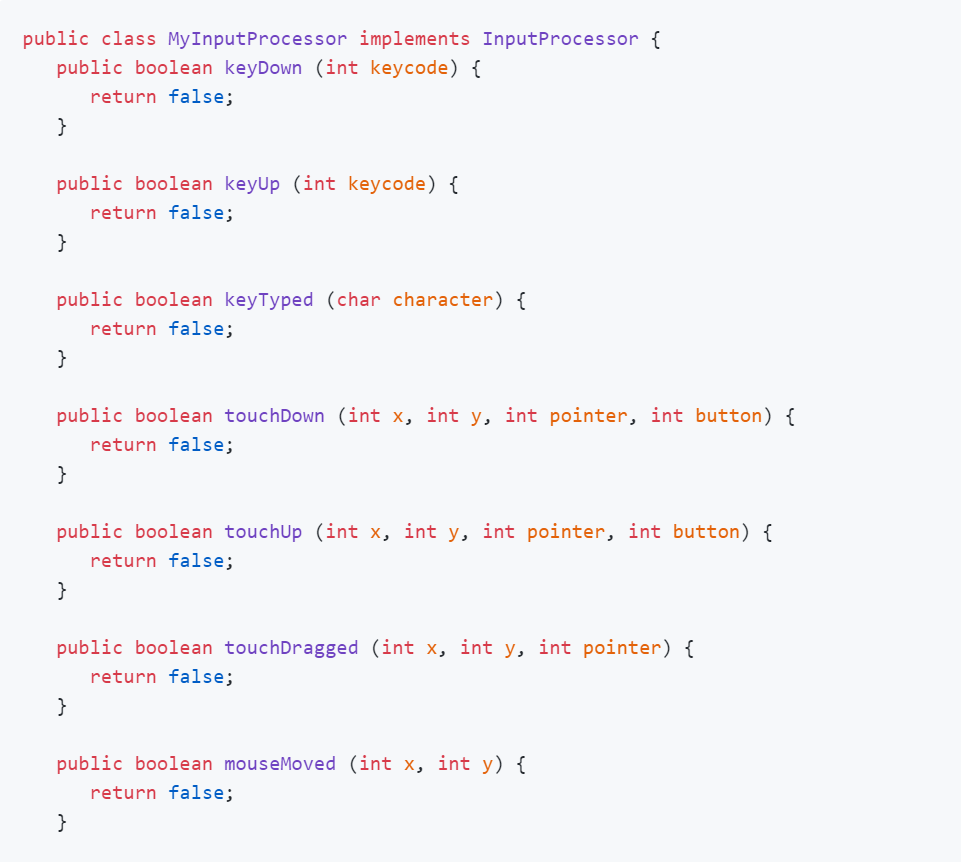 public class MyInputProcessor implements InputProcessor {
   public boolean keyDown (int keycode) {
      return false;
   }

   public boolean keyUp (int keycode) {
      return false;
   }

   public boolean keyTyped (char character) {
      return false;
   }

   public boolean touchDown (int x, int y, int pointer, int button) {
      return false;
   }

   public boolean touchUp (int x, int y, int pointer, int button) {
      return false;
   }

   public boolean touchDragged (int x, int y, int pointer) {
      return false;
   }

   public boolean mouseMoved (int x, int y) {
      return false;
   }